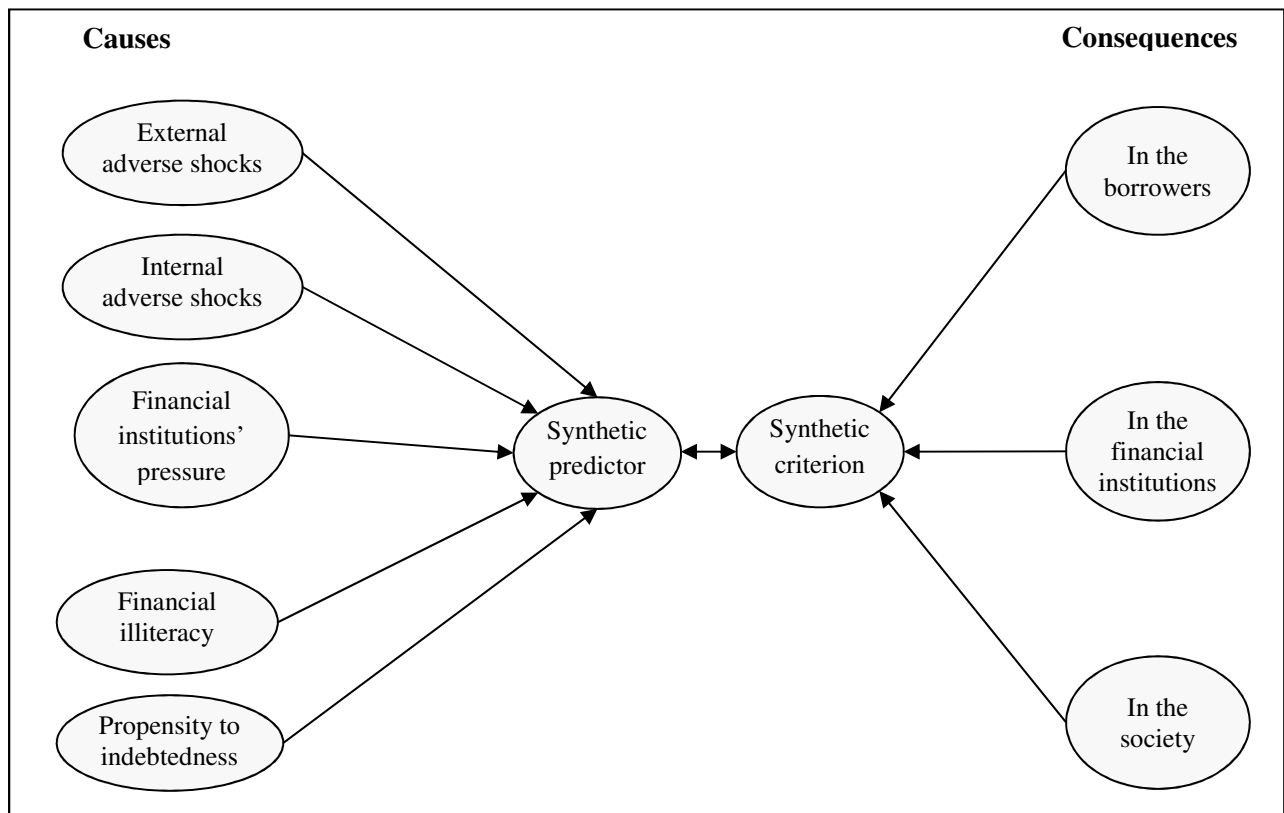 Causes
Consequences
External
adverse shocks
Internal
adverse shocks
Financial
institutions’
pressure
Financial
illiteracy
Propensity to
indebtedness
Synthetic
predictor
Synthetic
criterion
In the
borrowers
In the
financial
institutions
In the
society